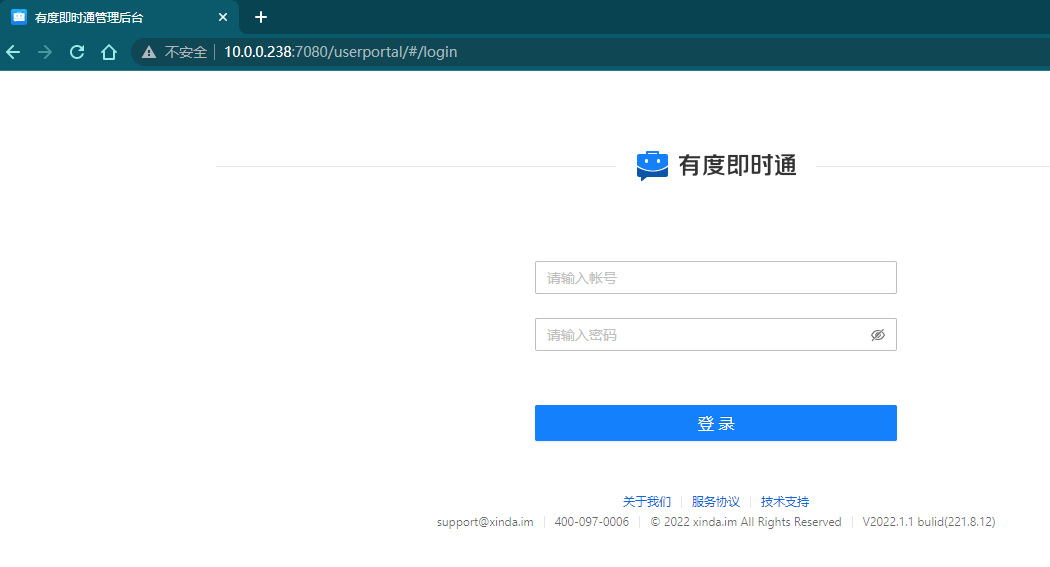 有度即时通管理后台
不安全 10.0.0.238:7080/userportal/#/login
有度即时通
请输入帐号
请输入密码
登录
关于我们 | 服务协议 | 技术支持
support@xinda.im | 400-097-0006 | © 2022 xinda.im All Rights Reserved | V2022.1.1 bulid(221.8.12)